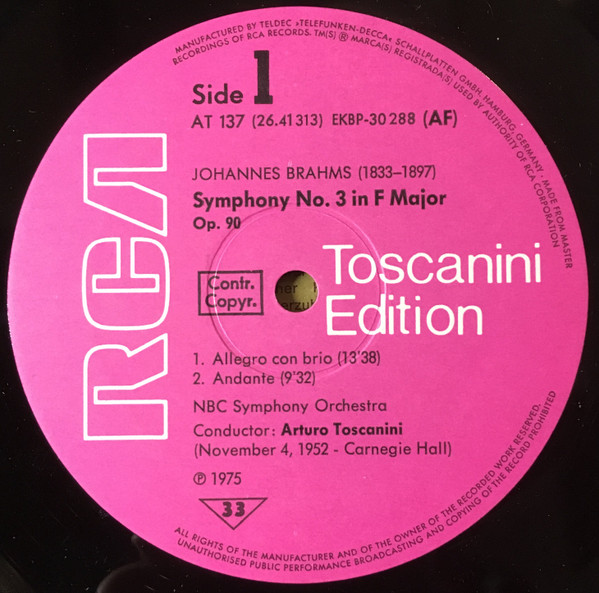 MANUFACTURED BY TELDEC »TELEFUNKEN-DECCA« SCHALLPLATTEN GMBH, HAMBURG, GERMANY · MADE FROM MASTER
RECORDINGS OF RCA RECORDS. TM(S) ® MARCA(S) REGISTRADA(S) USED BY AUTHORITY OF RCA CORPORATION
Side 1
AT 137 (26.41313) EKBP-30288 (AF)
RCA
JOHANNES BRAHMS (1833–1897)
Symphony No. 3 in F Major
Op. 90
Contr.
Copyr.
Toscanini
Edition
1. Allegro con brio (13'38)
2. Andante (9'32)
NBC Symphony Orchestra
Conductor: Arturo Toscanini
(November 4, 1952 - Carnegie Hall)
℗ 1975
33
ALL RIGHTS OF THE MANUFACTURER AND OF THE OWNER OF THE RECORDED WORK RESERVED.
UNAUTHORISED PUBLIC PERFORMANCE BROADCASTING AND COPYING OF THE RECORD PROHIBITED